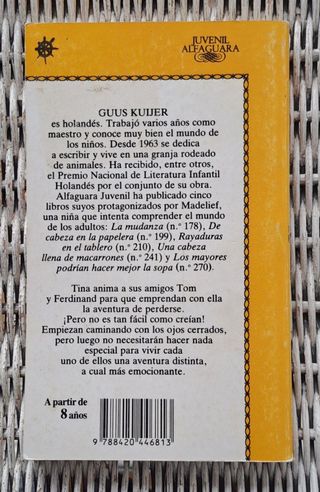 JUVENIL
ALFAGUARA
GUUS KUIJER
es holandés. Trabajó varios años como
maestro y conoce muy bien el mundo de
los niños. Desde 1963 se dedica
a escribir y vive en una granja rodeado
de animales. Ha recibido, entre otros,
el Premio Nacional de Literatura Infantil
Holandés por el conjunto de su obra.
Alfaguara Juvenil ha publicado cinco
libros suyos protagonizados por Madelief,
una niña que intenta comprender el mundo
de los adultos: La mudanza (n.º 178), De
cabeza en la papelera (n.º 199), Rayaduras
en el tablero (n.º 210), Una cabeza
llena de macarrones (n.º 241) y Los mayores
podrían hacer mejor la sopa (n.º 270).
Tina anima a sus amigos Tom
y Ferdinand para que emprendan con ella
la aventura de perderse.
¡Pero no es tan fácil como creían!
Empiezan caminando con los ojos cerrados,
pero luego no necesitarán hacer nada
especial para vivir cada
uno de ellos una aventura distinta,
a cual más emocionante.
A partir de
8 años
9 788420 446813